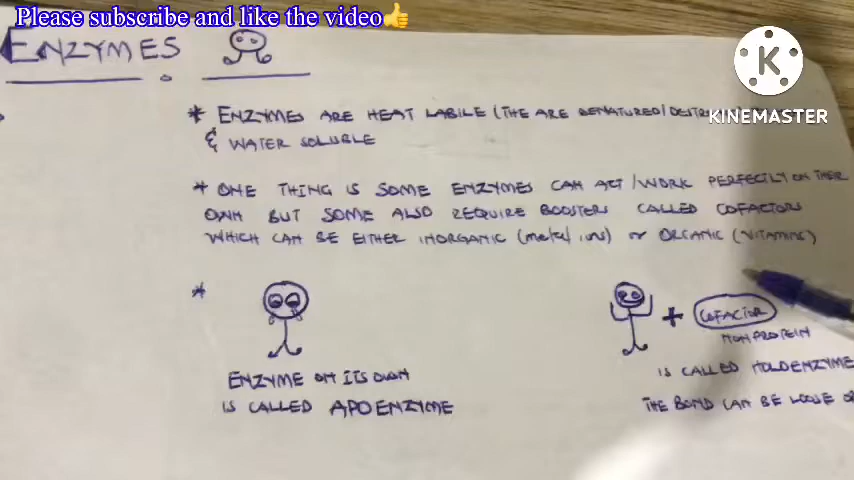 Please subscribe and like the video👍
ENZYMES
KINEMASTER
* ENZYMES ARE HEAT LABILE (THE ARE DENATURED/
& WATER SOLUBLE
* ONE THING IS SOME ENZYMES CAN ACT/WORK PERFECTLY ON THEIR
OWN BUT SOME ALSO REQUIRE BOOSTERS CALLED COFACTORS
WHICH CAN BE EITHER INORGANIC (metal ions) or ORGANIC (VITAMINS)
*
+ COFACTOR
NON PROTEIN
ENZYME ON ITS OWN
IS CALLED APOENZYME
IS CALLED HOLOENZYME
THE BOND CAN BE LOOSE OR